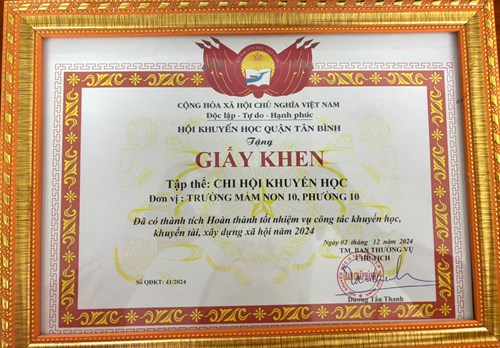 CỘNG HÒA XÃ HỘI CHỦ NGHĨA VIỆT NAM
Độc lập - Tự do - Hạnh phúc
HỘI KHUYẾN HỌC QUẬN TÂN BÌNH
Tặng
GIẤY KHEN
Tập thể: CHI HỘI KHUYẾN HỌC
Đơn vị : TRƯỜNG MẦM NON 10, PHƯỜNG 10
Đã có thành tích Hoàn thành tốt nhiệm vụ công tác khuyến học,
khuyến tài, xây dựng xã hội năm 2024
Ngày 02 tháng 12 năm 2024
TM. BAN THƯỜNG VỤ
CHỦ TỊCH
Số QĐKT: 41/2024
Dương Tấn Thanh